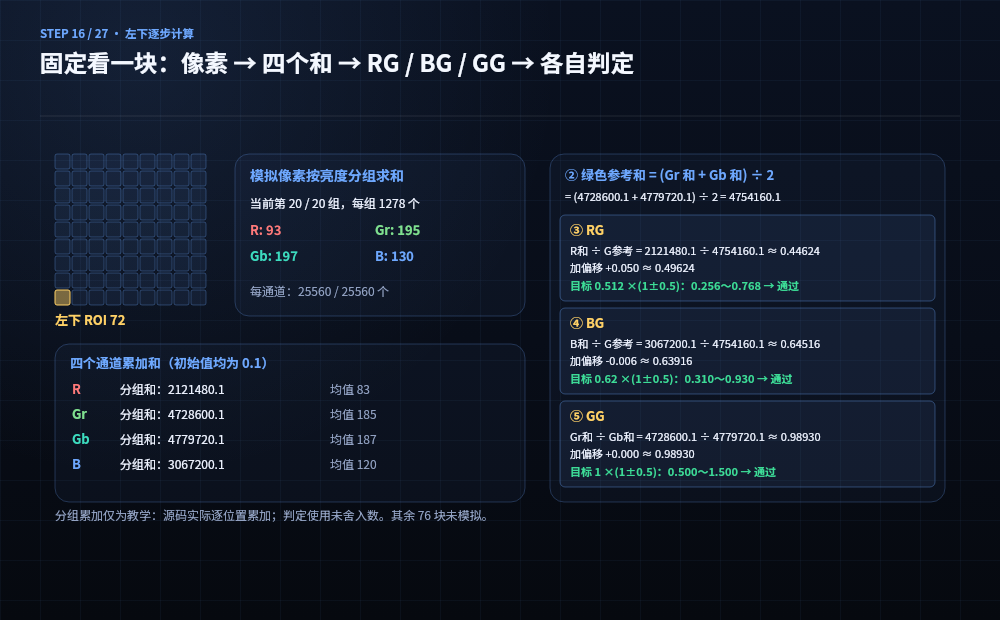 STEP 16 / 27 · 左下逐步计算
固定看一块：像素 → 四个和 → RG / BG / GG → 各自判定
左下 ROI 72
模拟像素按亮度分组求和
当前第 20 / 20 组，每组 1278 个
R: 93 Gr: 195
Gb: 197 B: 130
每通道：25560 / 25560 个
四个通道累加和（初始值均为 0.1）
R 分组和：2121480.1 均值 83
Gr 分组和：4728600.1 均值 185
Gb 分组和：4779720.1 均值 187
B 分组和：3067200.1 均值 120
② 绿色参考和 = (Gr 和 + Gb 和) ÷ 2
= (4728600.1 + 4779720.1) ÷ 2 = 4754160.1
③ RG
R和 ÷ G参考 = 2121480.1 ÷ 4754160.1 ≈ 0.44624
加偏移 +0.050 ≈ 0.49624
目标 0.512 ×(1±0.5)：0.256～0.768 → 通过
④ BG
B和 ÷ G参考 = 3067200.1 ÷ 4754160.1 ≈ 0.64516
加偏移 -0.006 ≈ 0.63916
目标 0.62 ×(1±0.5)：0.310～0.930 → 通过
⑤ GG
Gr和 ÷ Gb和 = 4728600.1 ÷ 4779720.1 ≈ 0.98930
加偏移 +0.000 ≈ 0.98930
目标 1 ×(1±0.5)：0.500～1.500 → 通过
分组累加仅为教学：源码实际逐位置累加；判定使用未舍入数。其余 76 块未模拟。